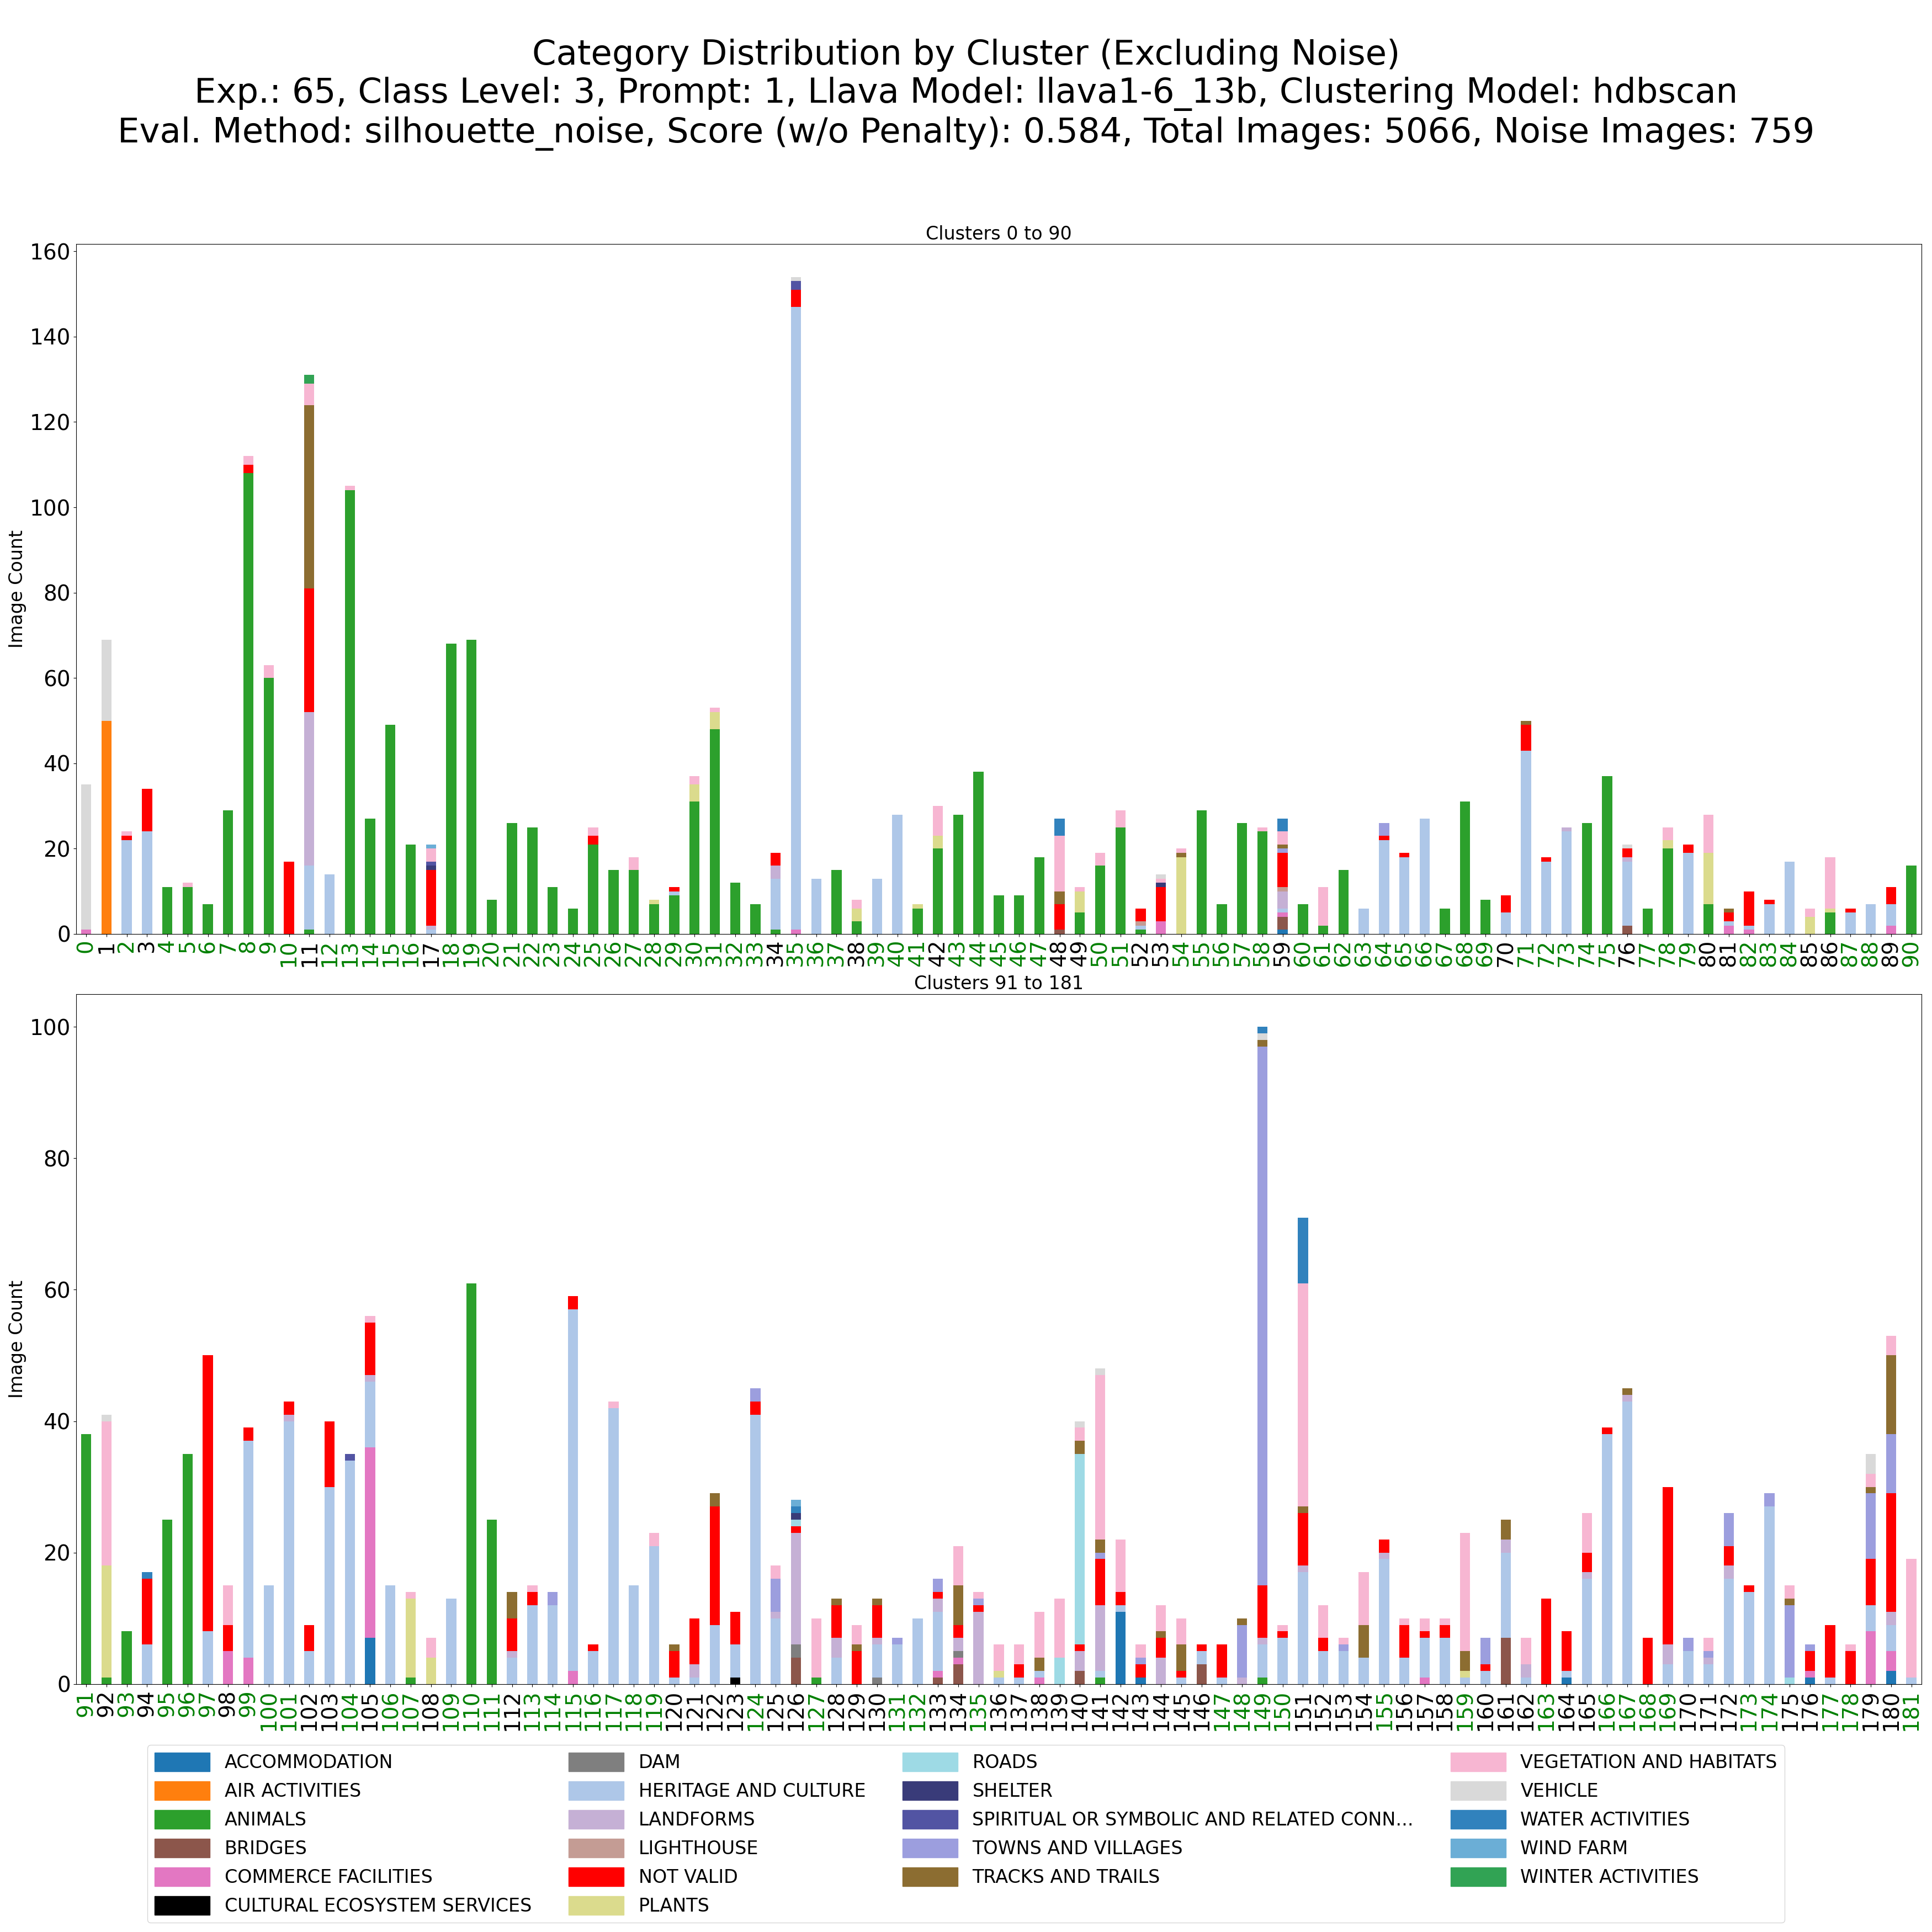 Category Distribution by Cluster (Excluding Noise)
Exp.: 65, Class Level: 3, Prompt: 1, Llava Model: llava1-6_13b, Clustering Model: hdbscan
Eval. Method: silhouette_noise, Score (w/o Penalty): 0.584, Total Images: 5066, Noise Images: 759
Clusters 0 to 90
Image Count
160
140
120
100
80
60
40
20
0
0 1 2 3 4 5 6 7 8 9 10 11 12 13 14 15 16 17 18 19 20 21 22 23 24 25 26 27 28 29 30 31 32 33 34 35 36 37 38 39 40 41 42 43 44 45 46 47 48 49 50 51 52 53 54 55 56 57 58 59 60 61 62 63 64 65 66 67 68 69 70 71 72 73 74 75 76 77 78 79 80 81 82 83 84 85 86 87 88 89 90
Clusters 91 to 181
Image Count
100
80
60
40
20
0
91 92 93 94 95 96 97 98 99 100 101 102 103 104 105 106 107 108 109 110 111 112 113 114 115 116 117 118 119 120 121 122 123 124 125 126 127 128 129 130 131 132 133 134 135 136 137 138 139 140 141 142 143 144 145 146 147 148 149 150 151 152 153 154 155 156 157 158 159 160 161 162 163 164 165 166 167 168 169 170 171 172 173 174 175 176 177 178 179 180 181
ACCOMMODATION
AIR ACTIVITIES
ANIMALS
BRIDGES
COMMERCE FACILITIES
CULTURAL ECOSYSTEM SERVICES
DAM
HERITAGE AND CULTURE
LANDFORMS
LIGHTHOUSE
NOT VALID
PLANTS
ROADS
SHELTER
SPIRITUAL OR SYMBOLIC AND RELATED CONN...
TOWNS AND VILLAGES
TRACKS AND TRAILS
VEGETATION AND HABITATS
VEHICLE
WATER ACTIVITIES
WIND FARM
WINTER ACTIVITIES